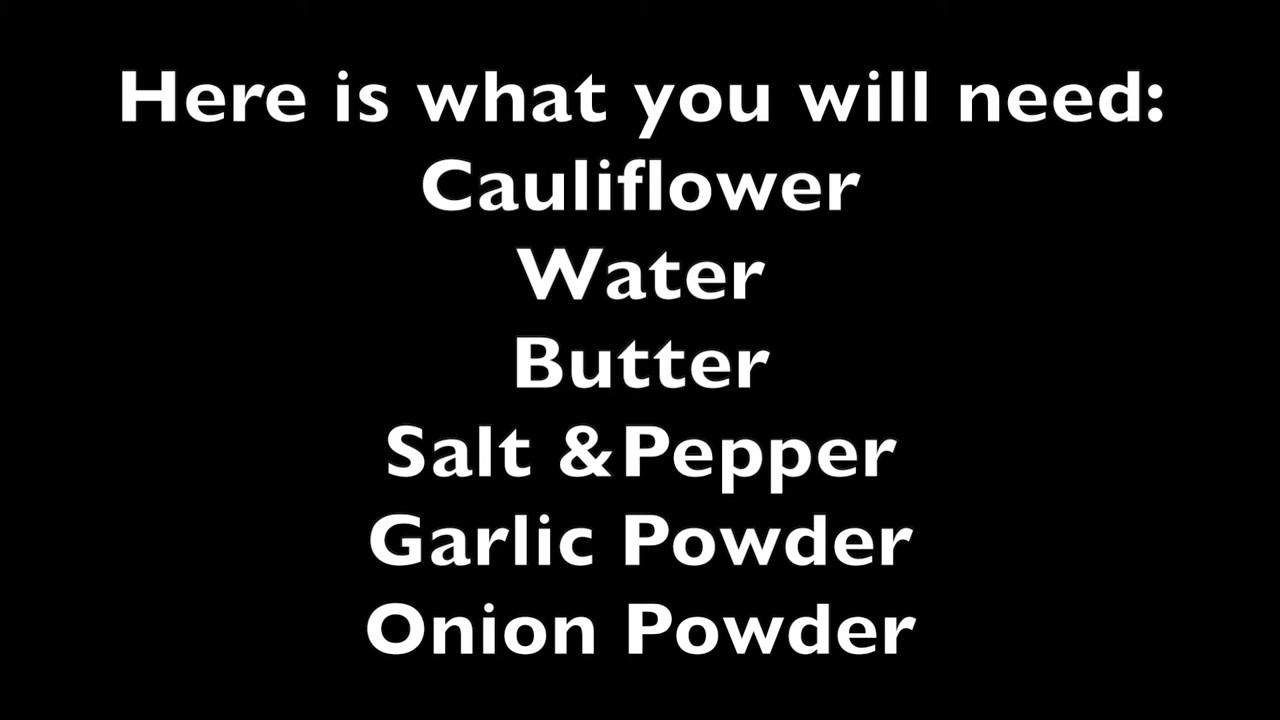 Here is what you will need:
Cauliflower
Water
Butter
Salt &Pepper
Garlic Powder
Onion Powder